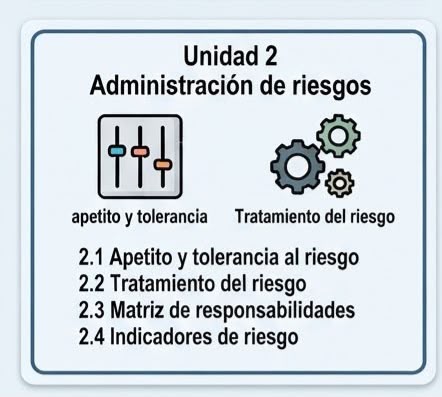 Unidad 2
Administración de riesgos
apetito y tolerancia
Tratamiento del riesgo
2.1 Apetito y tolerancia al riesgo
2.2 Tratamiento del riesgo
2.3 Matriz de responsabilidades
2.4 Indicadores de riesgo